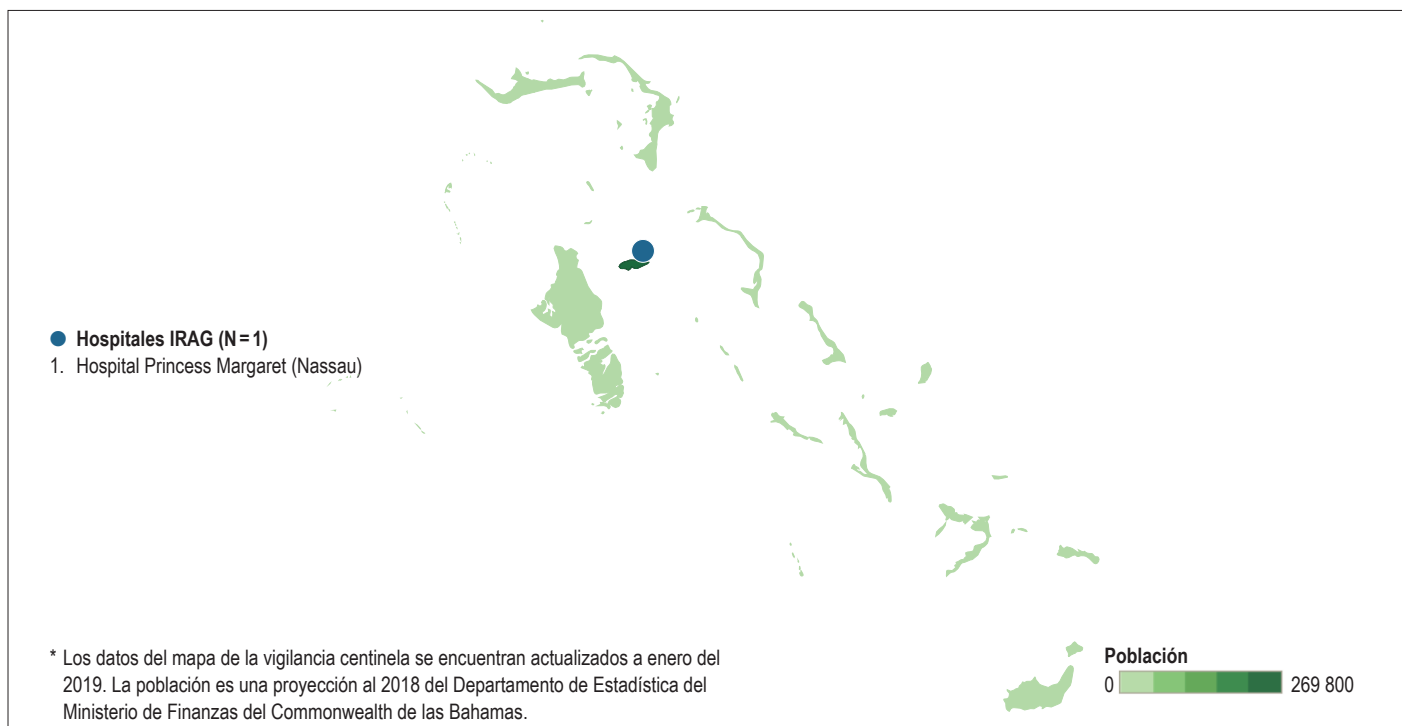 Hospitales IRAG (N = 1)
1. Hospital Princess Margaret (Nassau)
* Los datos del mapa de la vigilancia centinela se encuentran actualizados a enero del
2019. La población es una proyección al 2018 del Departamento de Estadística del
Ministerio de Finanzas del Commonwealth de las Bahamas.
Población
0 269 800